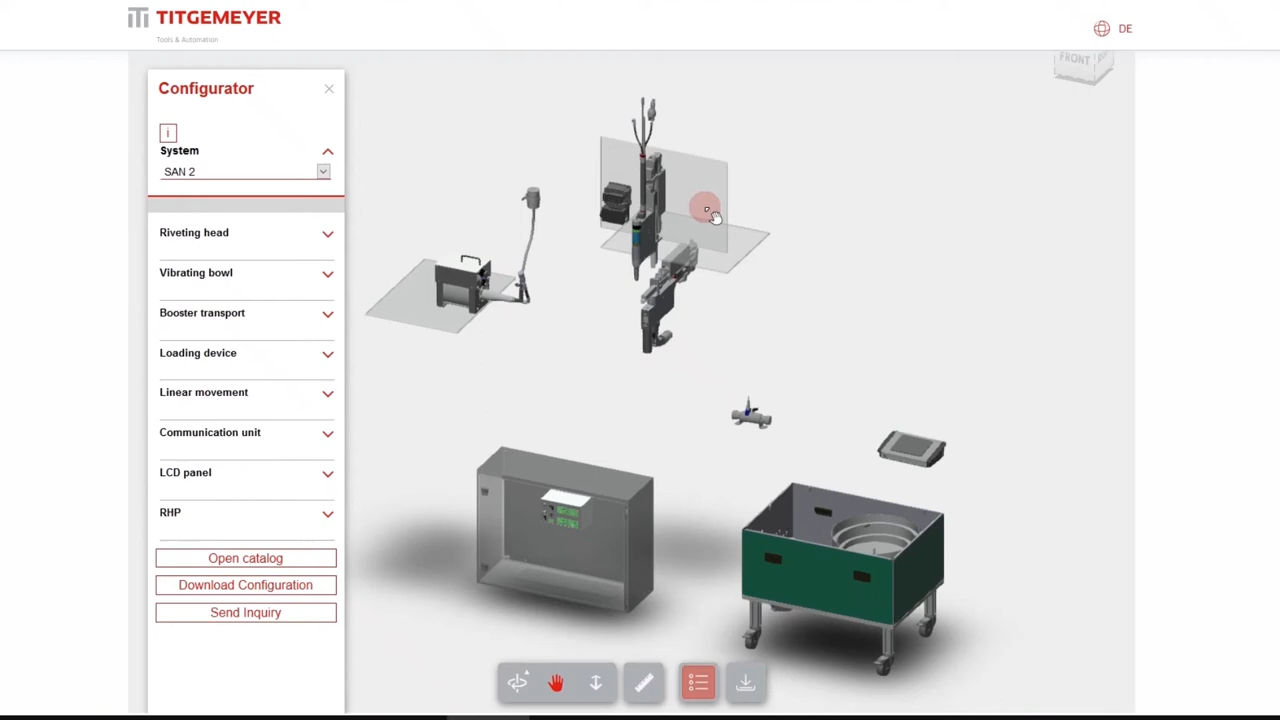 TITGEMEYER
Tools & Automation
DE
Configurator
i
System
SAN 2
Riveting head
Vibrating bowl
Booster transport
Loading device
Linear movement
Communication unit
LCD panel
RHP
Open catalog
Download Configuration
Send Inquiry
FRONT